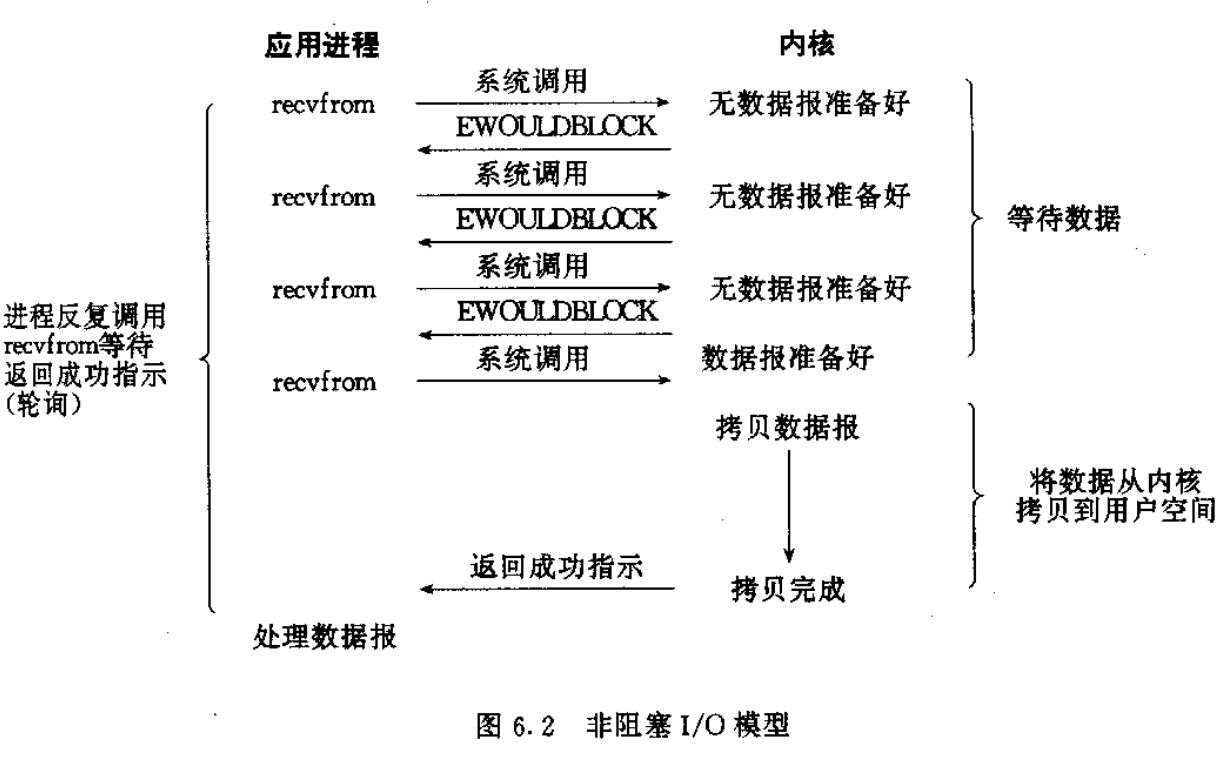 应用进程
内核
系统调用
recvfrom
无数据报准备好
EWOULDBLOCK
系统调用
recvfrom
无数据报准备好
EWOULDBLOCK
等待数据
系统调用
recvfrom
无数据报准备好
EWOULDBLOCK
进程反复调用
recvfrom等待
返回成功指示
(轮询)
系统调用
recvfrom
数据报准备好
拷贝数据报
将数据从内核
拷贝到用户空间
返回成功指示
拷贝完成
处理数据报
图 6.2 非阻塞 I/O 模型